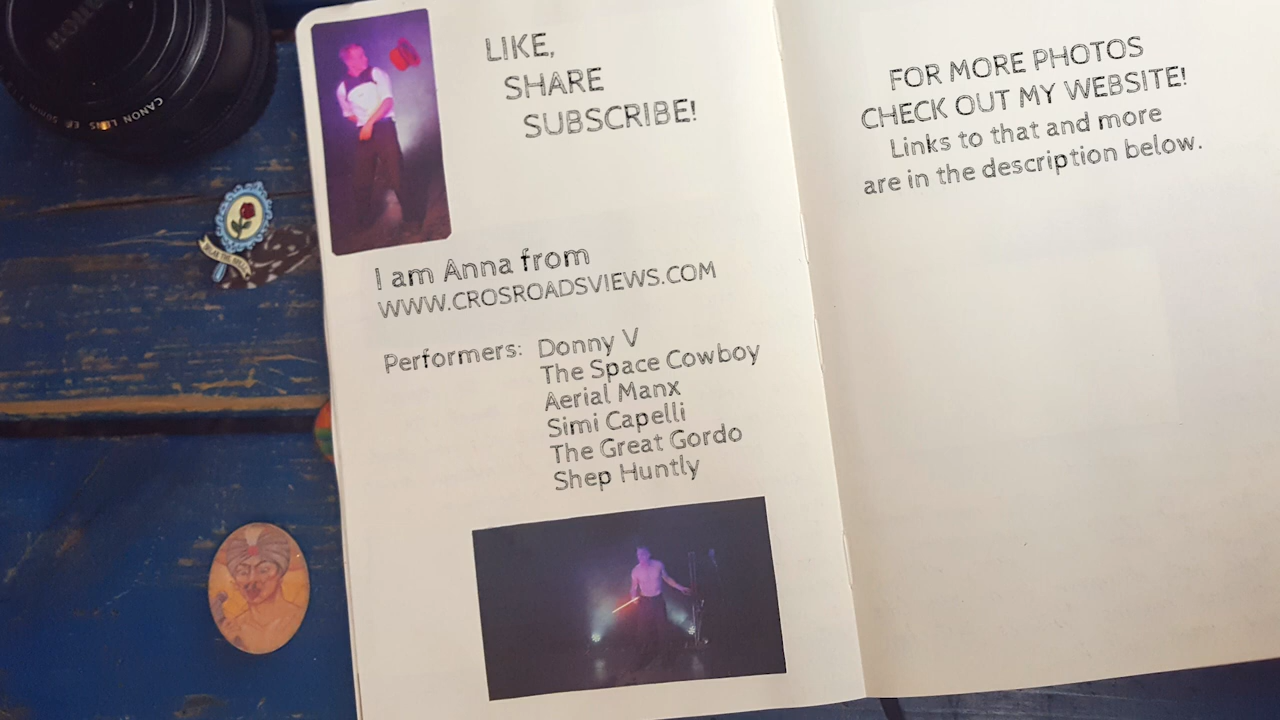 CANON LENS EF 50mm
LIKE,
SHARE
SUBSCRIBE!
I am Anna from
WWW.CROSROADSVIEWS.COM
Performers: Donny V
The Space Cowboy
Aerial Manx
Simi Capelli
The Great Gordo
Shep Huntly
FOR MORE PHOTOS
CHECK OUT MY WEBSITE!
Links to that and more
are in the description below.